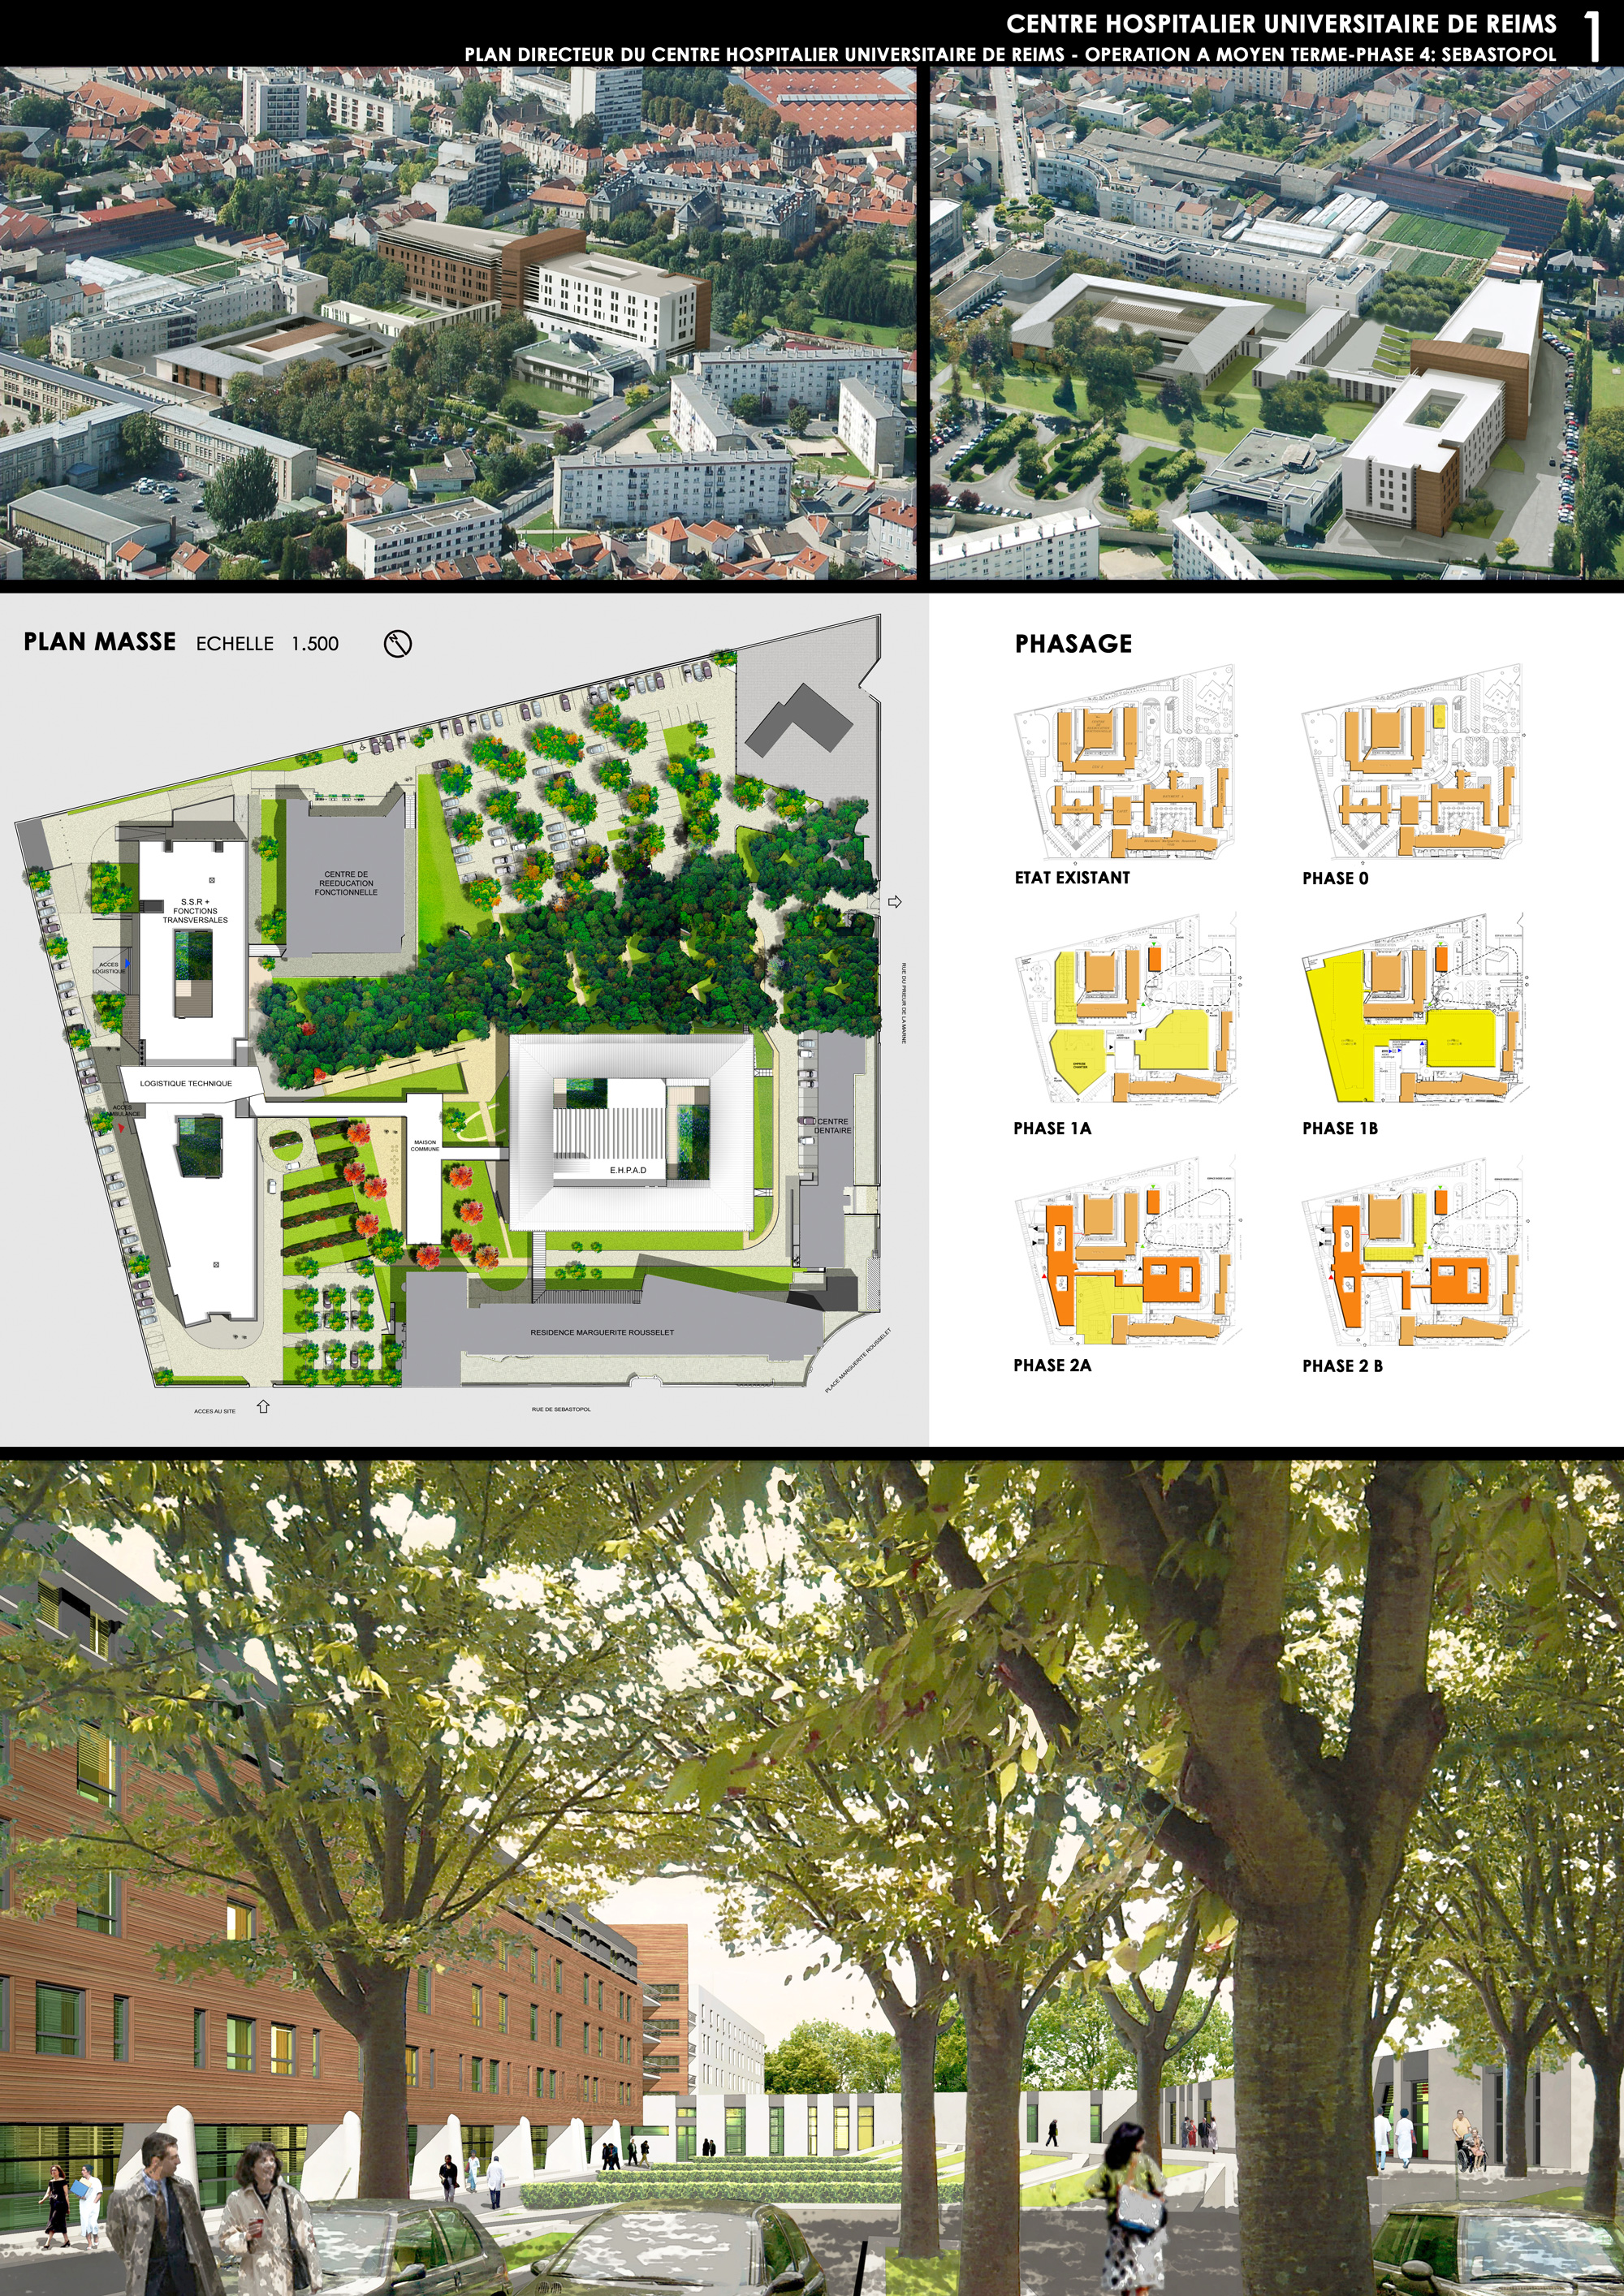 CENTRE HOSPITALIER UNIVERSITAIRE DE REIMS
1
PLAN DIRECTEUR DU CENTRE HOSPITALIER UNIVERSITAIRE DE REIMS - OPERATION A MOYEN TERME-PHASE 4: SEBASTOPOL
PLAN MASSE ECHELLE 1.500
CENTRE DE
REEDUCATION
FONCTIONNELLE
S.S.R +
FONCTIONS
TRANSVERSALES
ACCES
LOGISTIQUE
LOGISTIQUE TECHNIQUE
ACCES
AMBULANCE
MAISON
COMMUNE
E.H.P.A.D
CENTRE
DENTAIRE
RUE DU PRIEUR DE LA MARNE
RESIDENCE MARGUERITE ROUSSELET
PLACE MARGUERITE ROUSSELET
ACCES AU SITE
RUE DE SEBASTOPOL
PHASAGE
ETAT EXISTANT
PHASE 0
PHASE 1A
PHASE 1B
PHASE 2A
PHASE 2 B